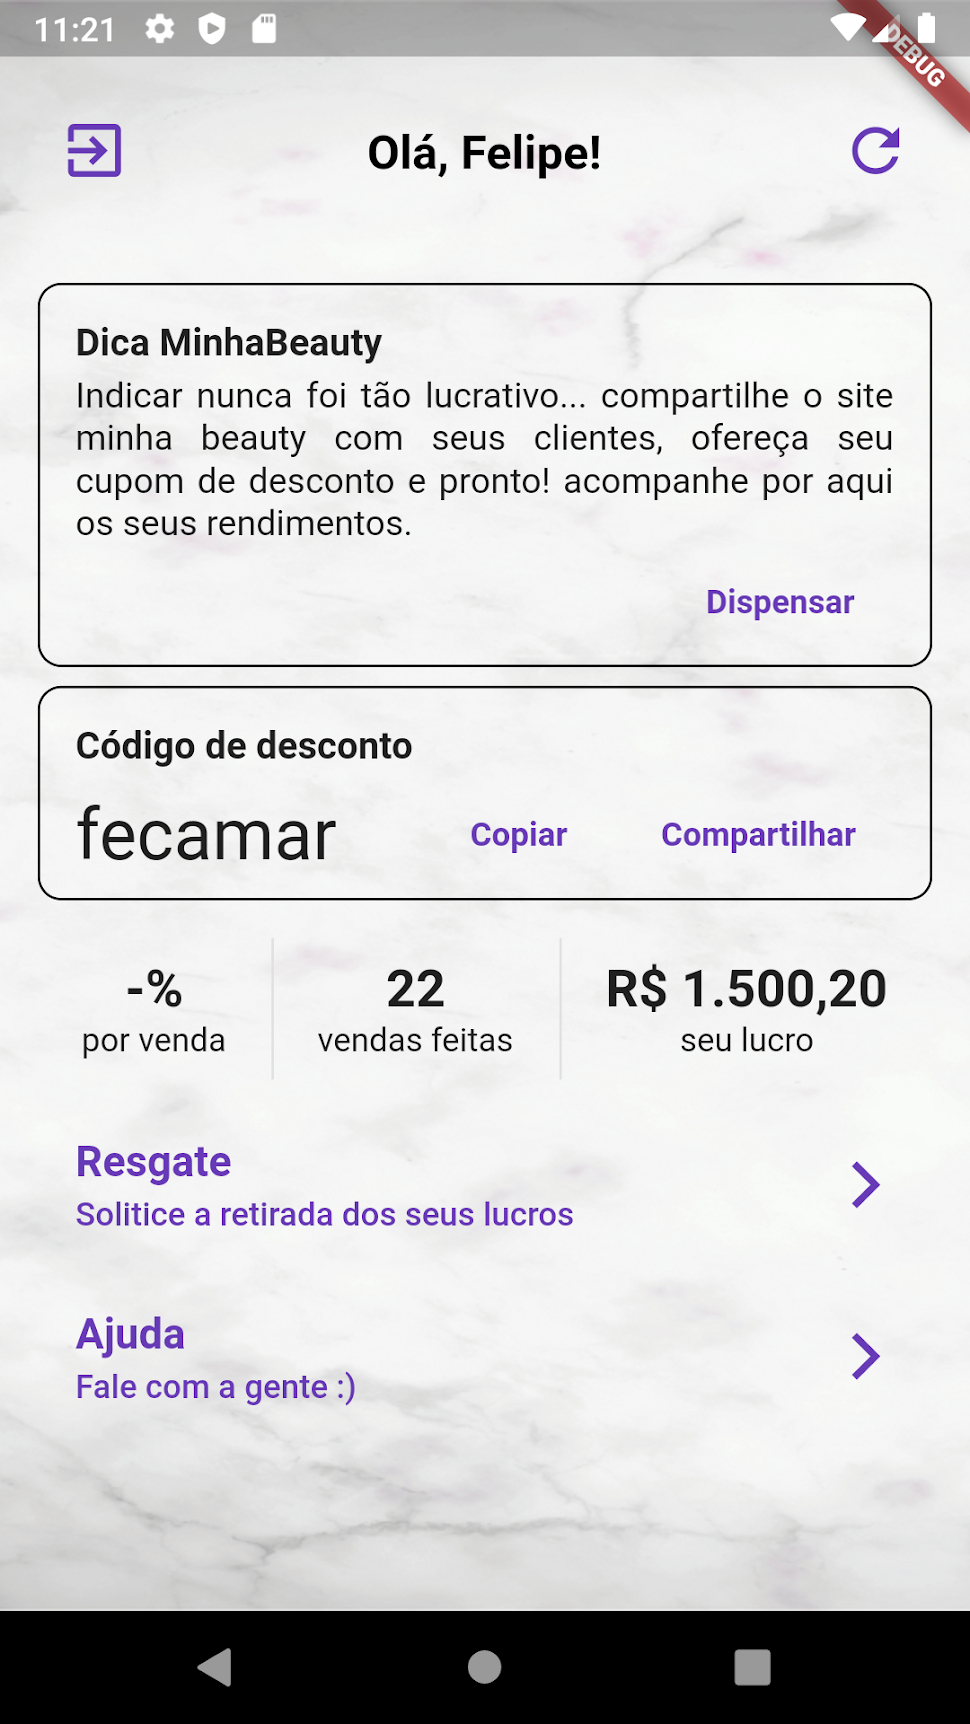 11:21
DEBUG
Olá, Felipe!
Dica MinhaBeauty
Indicar nunca foi tão lucrativo... compartilhe o site
minha beauty com seus clientes, ofereça seu
cupom de desconto e pronto! acompanhe por aqui
os seus rendimentos.
Dispensar
Código de desconto
fecamar Copiar Compartilhar
-% 22 R$ 1.500,20
por venda vendas feitas seu lucro
Resgate
Solitice a retirada dos seus lucros
Ajuda
Fale com a gente :)